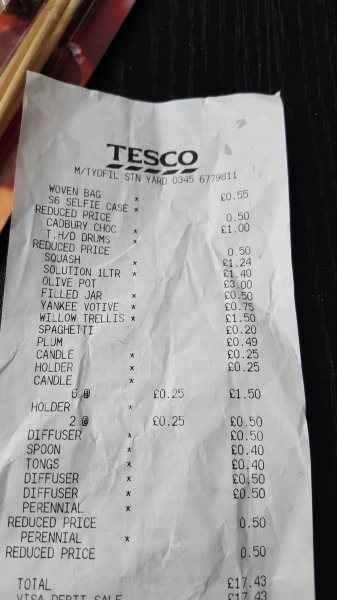 TESCO
M/TYDFIL STN YARD 0345 6779811
WOVEN BAG * £0.55
S6 SELFIE CASE *
REDUCED PRICE 0.50
CADBURY CHOC * £1.00
T.H/D DRUMS *
REDUCED PRICE 0.50
SQUASH * £1.24
SOLUTION 1LTR * £1.40
OLIVE POT £3.00
FILLED JAR * £0.50
YANKEE VOTIVE * £0.75
WILLOW TRELLIS * £1.50
SPAGHETTI £0.20
PLUM £0.49
CANDLE * £0.25
HOLDER * £0.25
CANDLE *
6 @ £0.25 £1.50
HOLDER *
2 @ £0.25 £0.50
DIFFUSER * £0.50
SPOON * £0.40
TONGS * £0.40
DIFFUSER * £0.50
DIFFUSER * £0.50
PERENNIAL *
REDUCED PRICE 0.50
PERENNIAL *
REDUCED PRICE 0.50
TOTAL £17.43
VISA DEBIT SALE £17.43